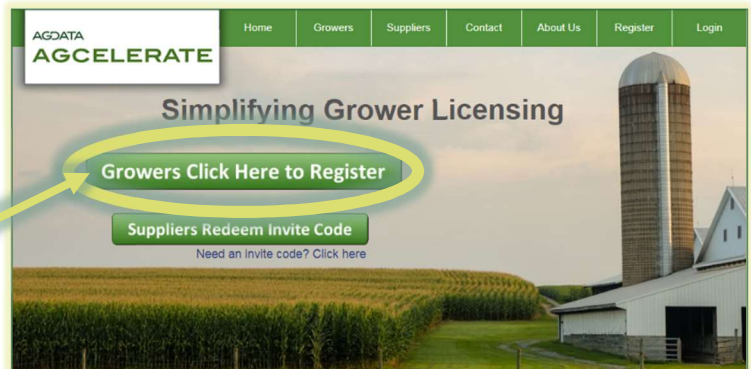 AGDATA
AGCELERATE
Home Growers Suppliers Contact About Us Register Login
Simplifying Grower Licensing
Growers Click Here to Register
Suppliers Redeem Invite Code
Need an invite code? Click here